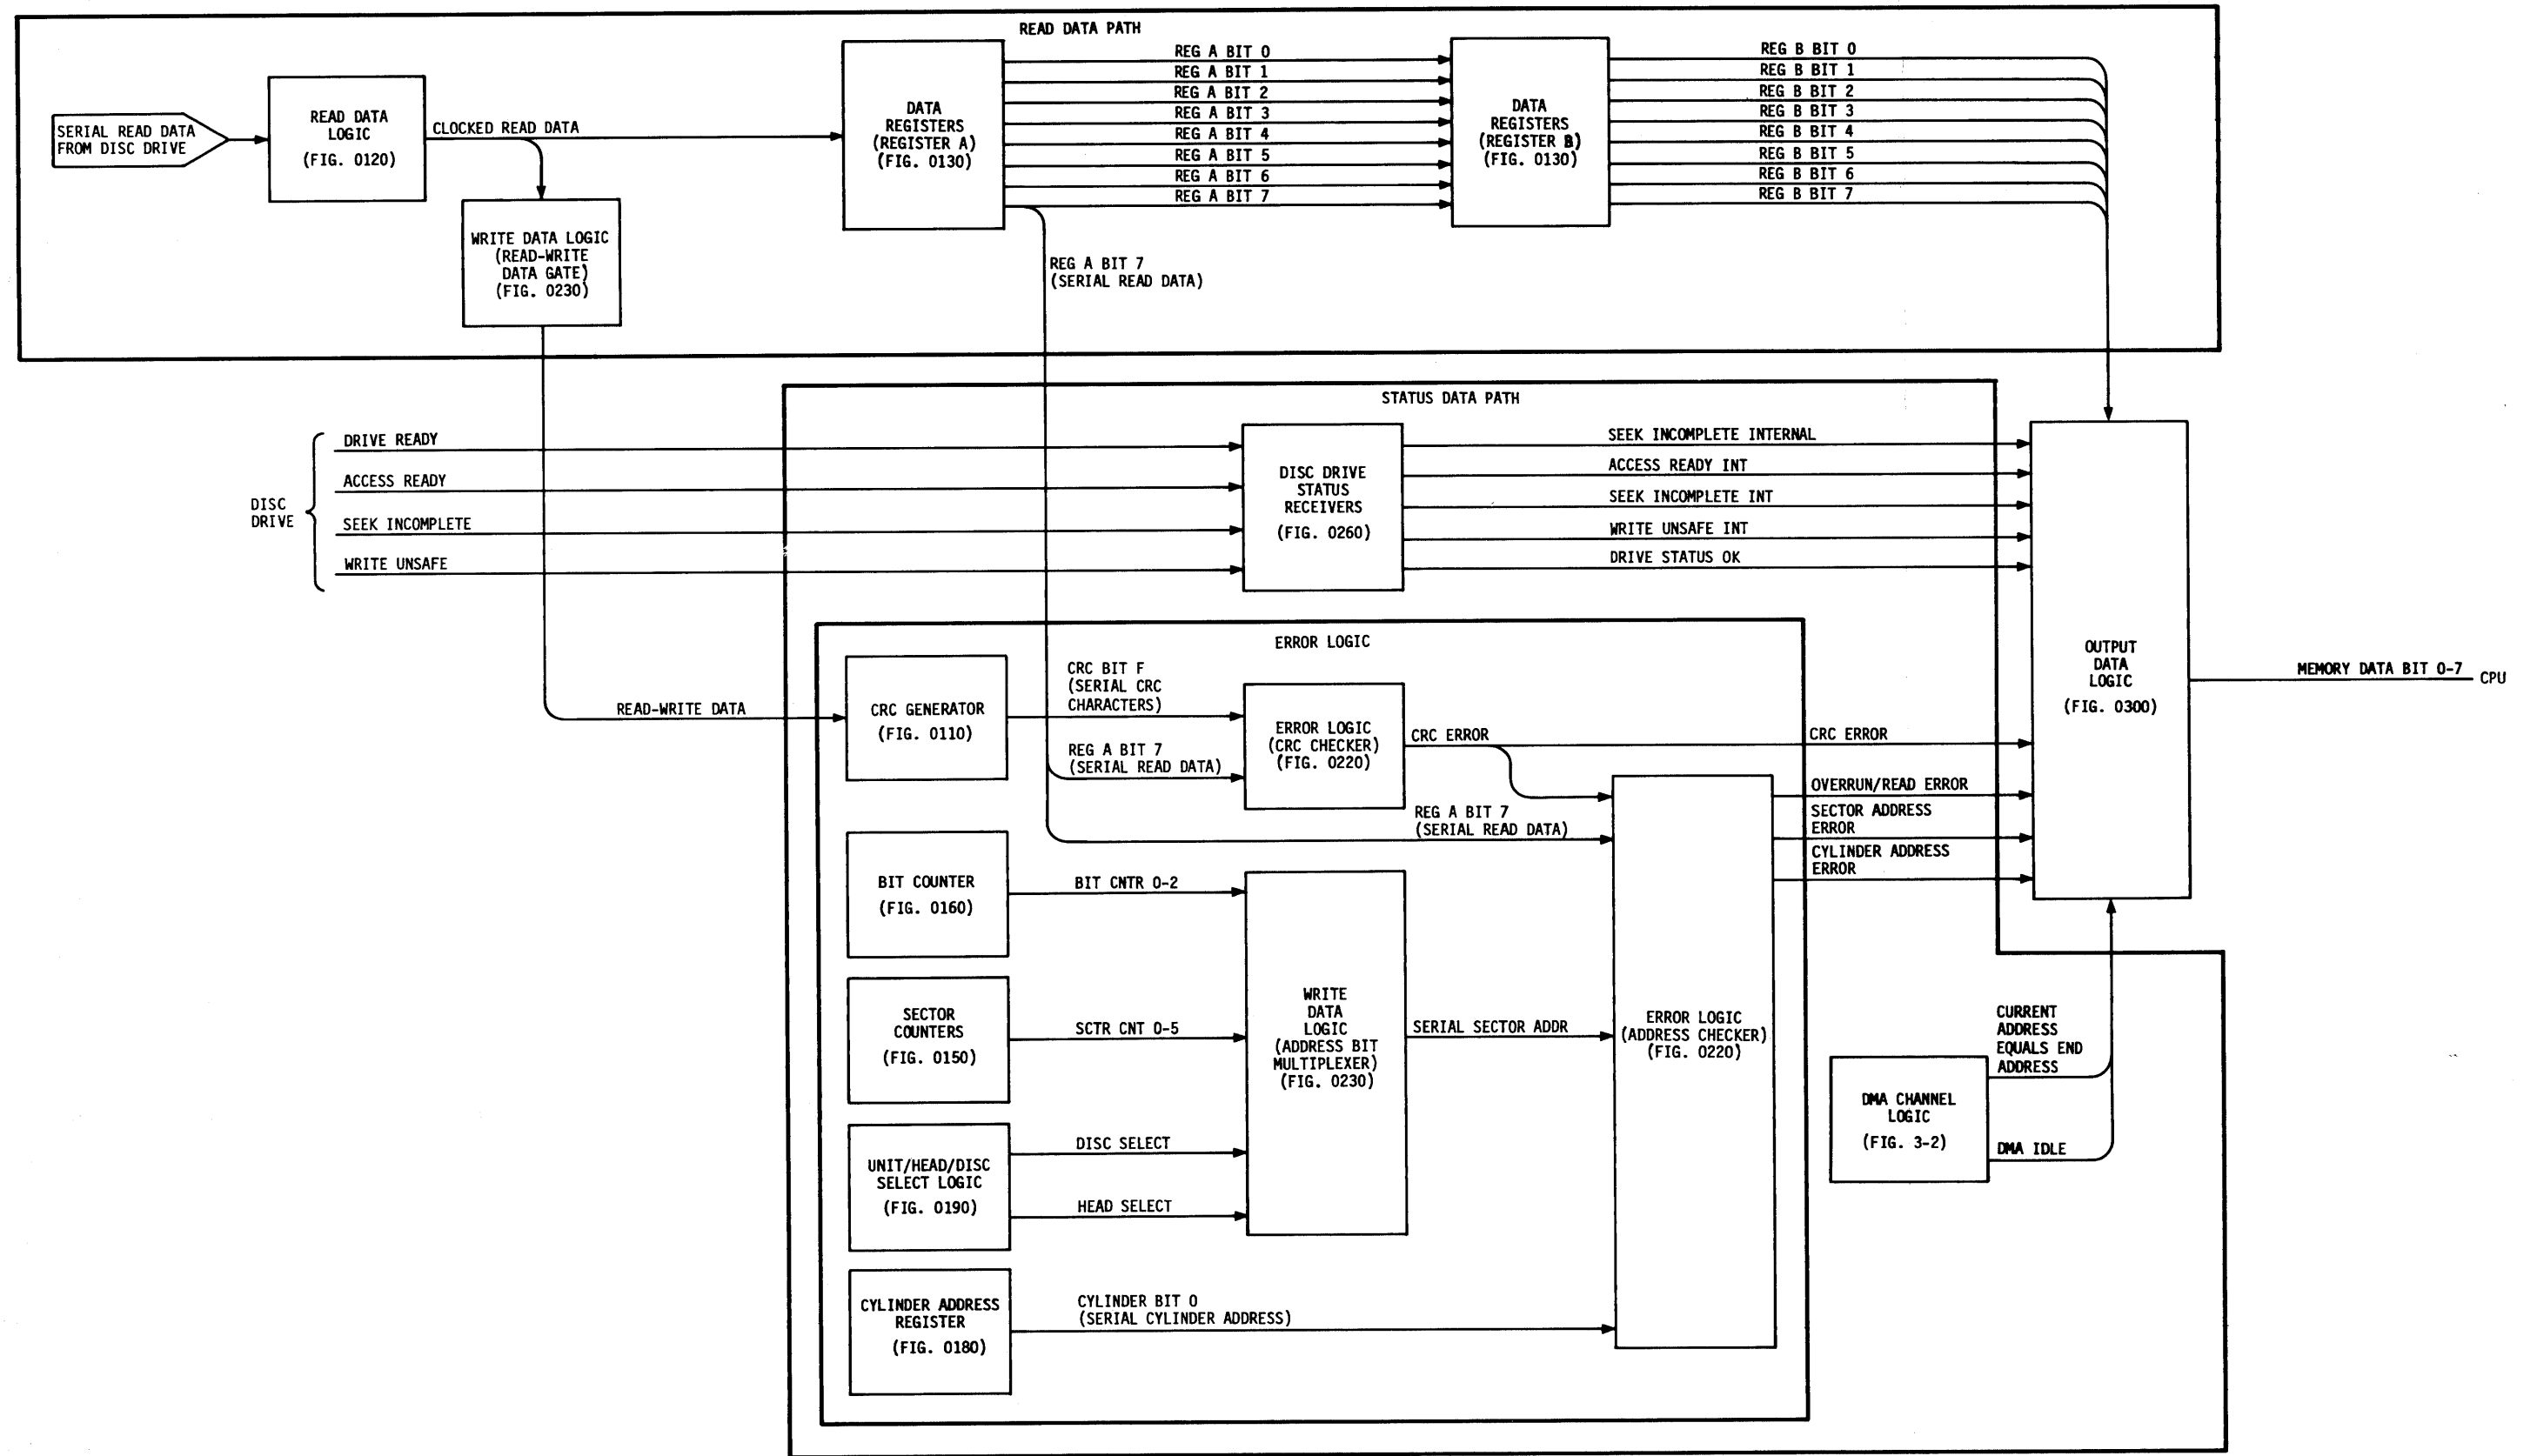 READ DATA PATH
SERIAL READ DATA
FROM DISC DRIVE
READ DATA
LOGIC
(FIG. 0120)
CLOCKED READ DATA
WRITE DATA LOGIC
(READ-WRITE
DATA GATE)
(FIG. 0230)
DATA
REGISTERS
(REGISTER A)
(FIG. 0130)
REG A BIT 0
REG A BIT 1
REG A BIT 2
REG A BIT 3
REG A BIT 4
REG A BIT 5
REG A BIT 6
REG A BIT 7
REG A BIT 7
(SERIAL READ DATA)
DATA
REGISTERS
(REGISTER B)
(FIG. 0130)
REG B BIT 0
REG B BIT 1
REG B BIT 2
REG B BIT 3
REG B BIT 4
REG B BIT 5
REG B BIT 6
REG B BIT 7
STATUS DATA PATH
DISC
DRIVE
DRIVE READY
ACCESS READY
SEEK INCOMPLETE
WRITE UNSAFE
DISC DRIVE
STATUS
RECEIVERS
(FIG. 0260)
SEEK INCOMPLETE INTERNAL
ACCESS READY INT
SEEK INCOMPLETE INT
WRITE UNSAFE INT
DRIVE STATUS OK
ERROR LOGIC
READ-WRITE DATA
CRC GENERATOR
(FIG. 0110)
CRC BIT F
(SERIAL CRC
CHARACTERS)
REG A BIT 7
(SERIAL READ DATA)
ERROR LOGIC
(CRC CHECKER)
(FIG. 0220)
CRC ERROR
CRC ERROR
REG A BIT 7
(SERIAL READ DATA)
OVERRUN/READ ERROR
SECTOR ADDRESS
ERROR
CYLINDER ADDRESS
ERROR
OUTPUT
DATA
LOGIC
(FIG. 0300)
MEMORY DATA BIT 0-7
CPU
BIT COUNTER
(FIG. 0160)
BIT CNTR 0-2
SECTOR
COUNTERS
(FIG. 0150)
SCTR CNT 0-5
UNIT/HEAD/DISC
SELECT LOGIC
(FIG. 0190)
DISC SELECT
HEAD SELECT
WRITE
DATA
LOGIC
(ADDRESS BIT
MULTIPLEXER)
(FIG. 0230)
SERIAL SECTOR ADDR
ERROR LOGIC
(ADDRESS CHECKER)
(FIG. 0220)
CYLINDER ADDRESS
REGISTER
(FIG. 0180)
CYLINDER BIT 0
(SERIAL CYLINDER ADDRESS)
DMA CHANNEL
LOGIC
(FIG. 3-2)
CURRENT
ADDRESS
EQUALS END
ADDRESS
DMA IDLE